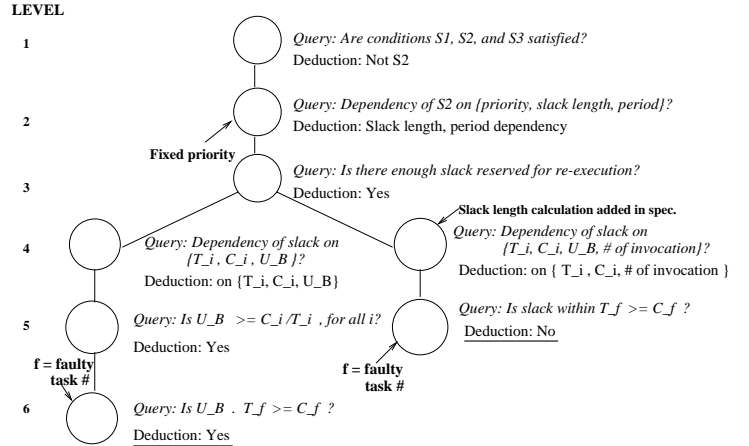 LEVEL
1
Query: Are conditions S1, S2, and S3 satisfied?
Deduction: Not S2
2
Query: Dependency of S2 on {priority, slack length, period}?
Deduction: Slack length, period dependency
Fixed priority
3
Query: Is there enough slack reserved for re-execution?
Deduction: Yes
Slack length calculation added in spec.
4
Query: Dependency of slack on
{T_i , C_i , U_B }?
Deduction: on {T_i, C_i, U_B}
Query: Dependency of slack on
{T_i, C_i, U_B, # of invocation}?
Deduction: on { T_i , C_i, # of invocation }
5
Query: Is U_B >= C_i /T_i , for all i?
Deduction: Yes
Query: Is slack within T_f >= C_f ?
Deduction: No
f = faulty
task #
f = faulty
task #
6
Query: Is U_B . T_f >= C_f ?
Deduction: Yes